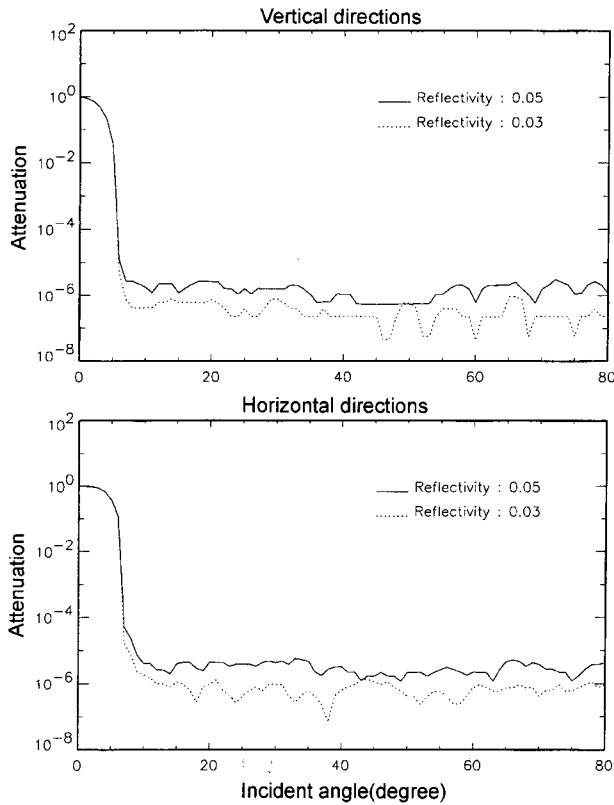 Vertical directions
10^2
10^0
10^-2
10^-4
10^-6
10^-8
Attenuation
Reflectivity : 0.05
Reflectivity : 0.03
0 20 40 60 80
Horizontal directions
10^2
10^0
10^-2
10^-4
10^-6
10^-8
Attenuation
Reflectivity : 0.05
Reflectivity : 0.03
0 20 40 60 80
Incident angle(degree)